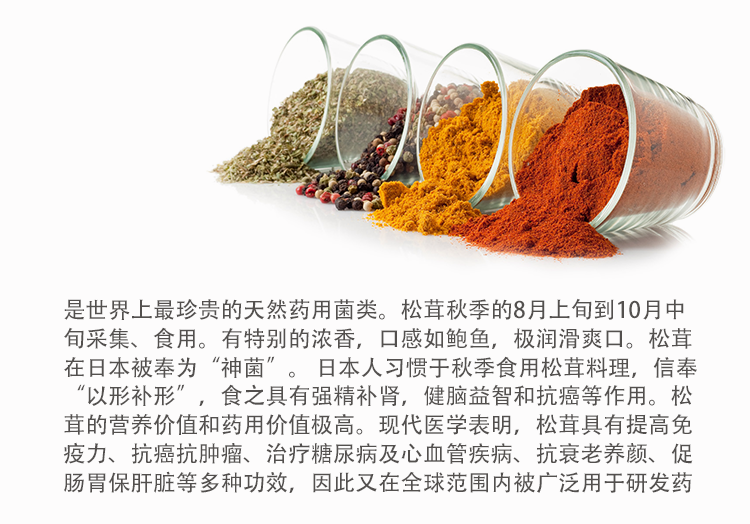 是世界上最珍贵的天然药用菌类。松茸秋季的8月上旬到10月中
旬采集、食用。有特别的浓香，口感如鲍鱼，极润滑爽口。松茸
在日本被奉为“神菌”。 日本人习惯于秋季食用松茸料理，信奉
“以形补形”，食之具有强精补肾，健脑益智和抗癌等作用。松
茸的营养价值和药用价值极高。现代医学表明，松茸具有提高免
疫力、抗癌抗肿瘤、治疗糖尿病及心血管疾病、抗衰老养颜、促
肠胃保肝脏等多种功效，因此又在全球范围内被广泛用于研发药